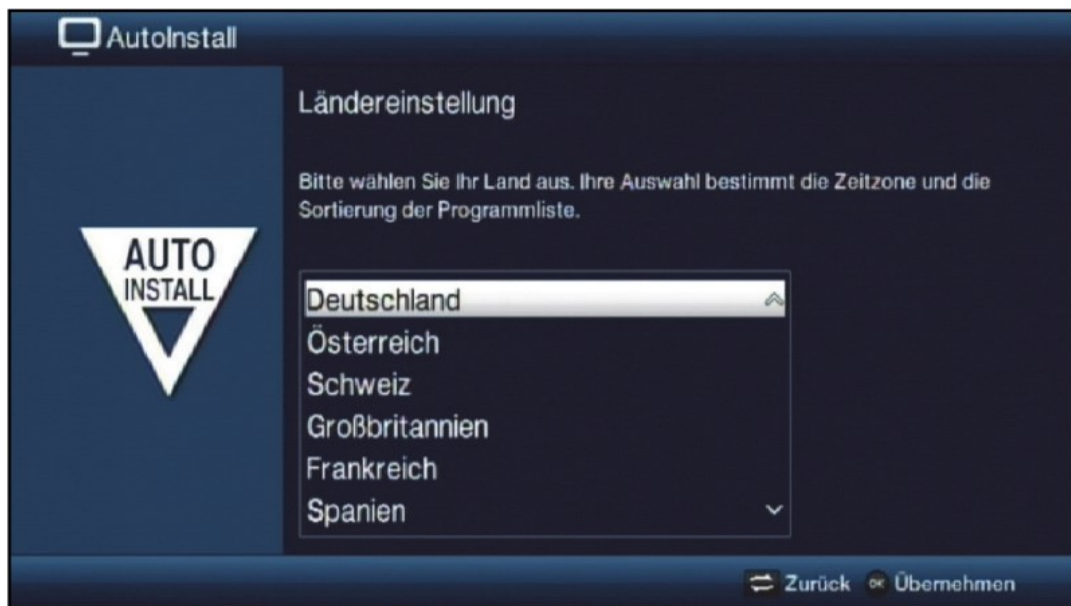 AutoInstall
Ländereinstellung
Bitte wählen Sie Ihr Land aus. Ihre Auswahl bestimmt die Zeitzone und die
Sortierung der Programmliste.
AUTO
INSTALL
Deutschland
Österreich
Schweiz
Großbritannien
Frankreich
Spanien
Zurück OK Übernehmen